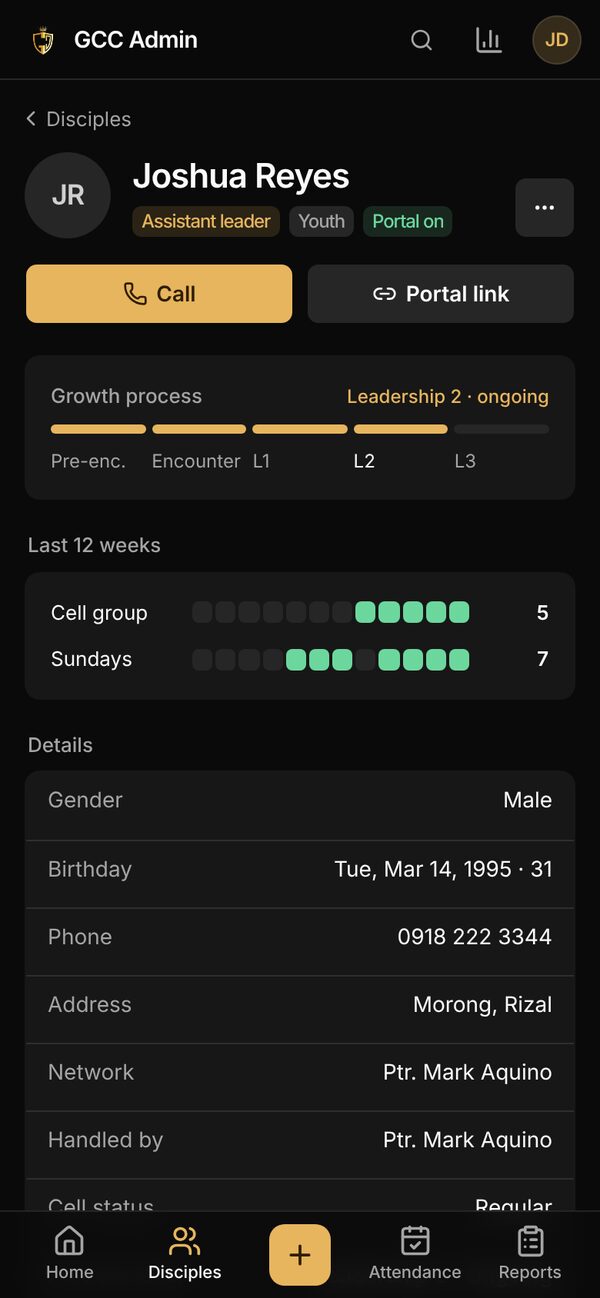 GCC Admin JD
Disciples
JR
Joshua Reyes
Assistant leader Youth Portal on
Call Portal link
Growth process Leadership 2 · ongoing
Pre-enc. Encounter L1 L2 L3
Last 12 weeks
Cell group 5
Sundays 7
Details
Gender Male
Birthday Tue, Mar 14, 1995 · 31
Phone 0918 222 3344
Address Morong, Rizal
Network Ptr. Mark Aquino
Handled by Ptr. Mark Aquino
Cell status Regular
Home Disciples Attendance Reports